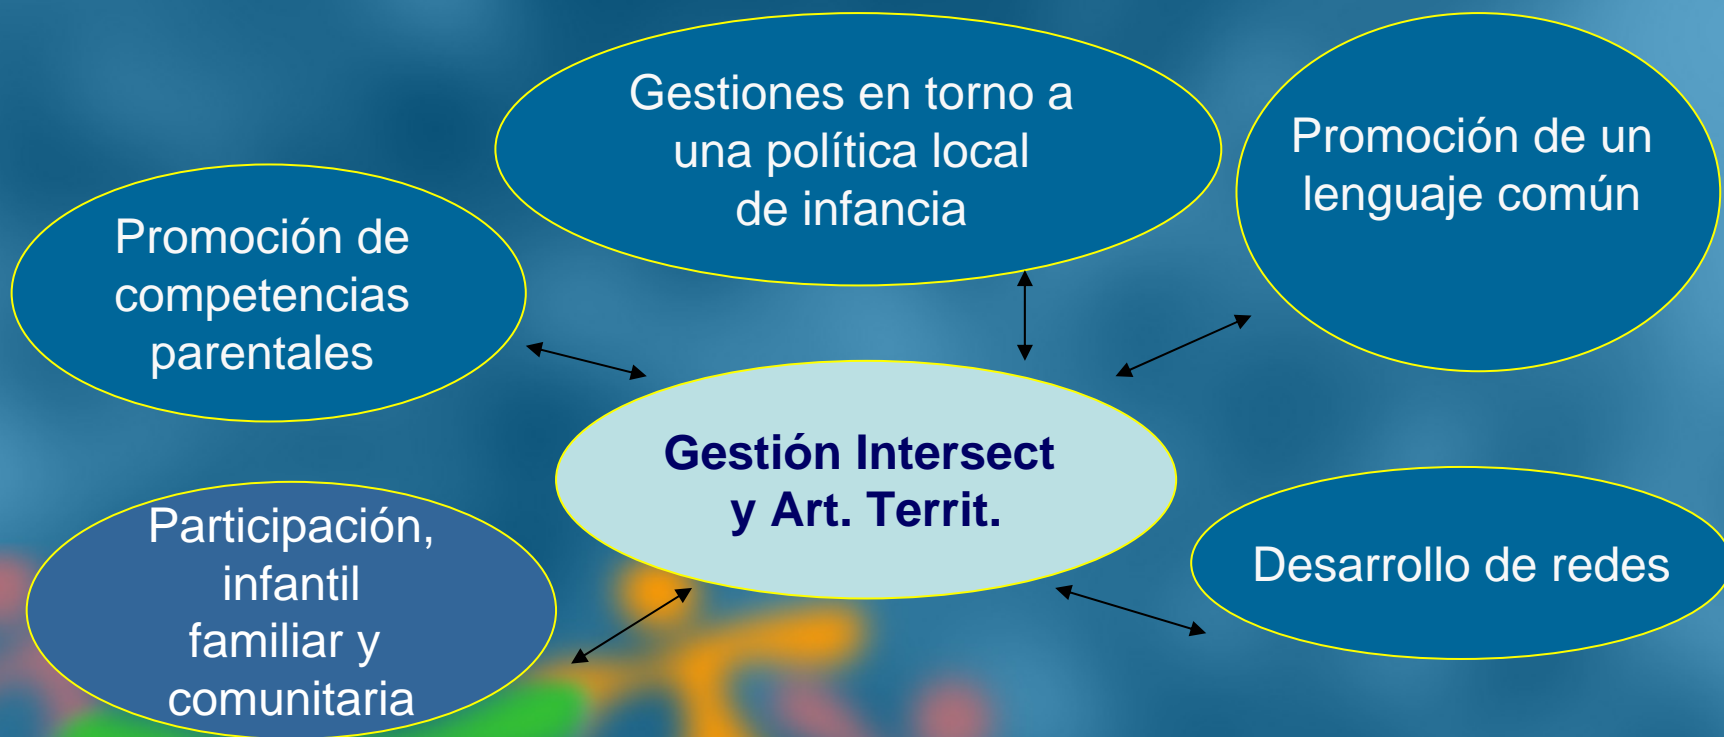 Gestiones en torno a
una política local
de infancia
Promoción de un
lenguaje común
Promoción de
competencias
parentales
Gestión Intersect
y Art. Territ.
Participación,
infantil
familiar y
comunitaria
Desarrollo de redes